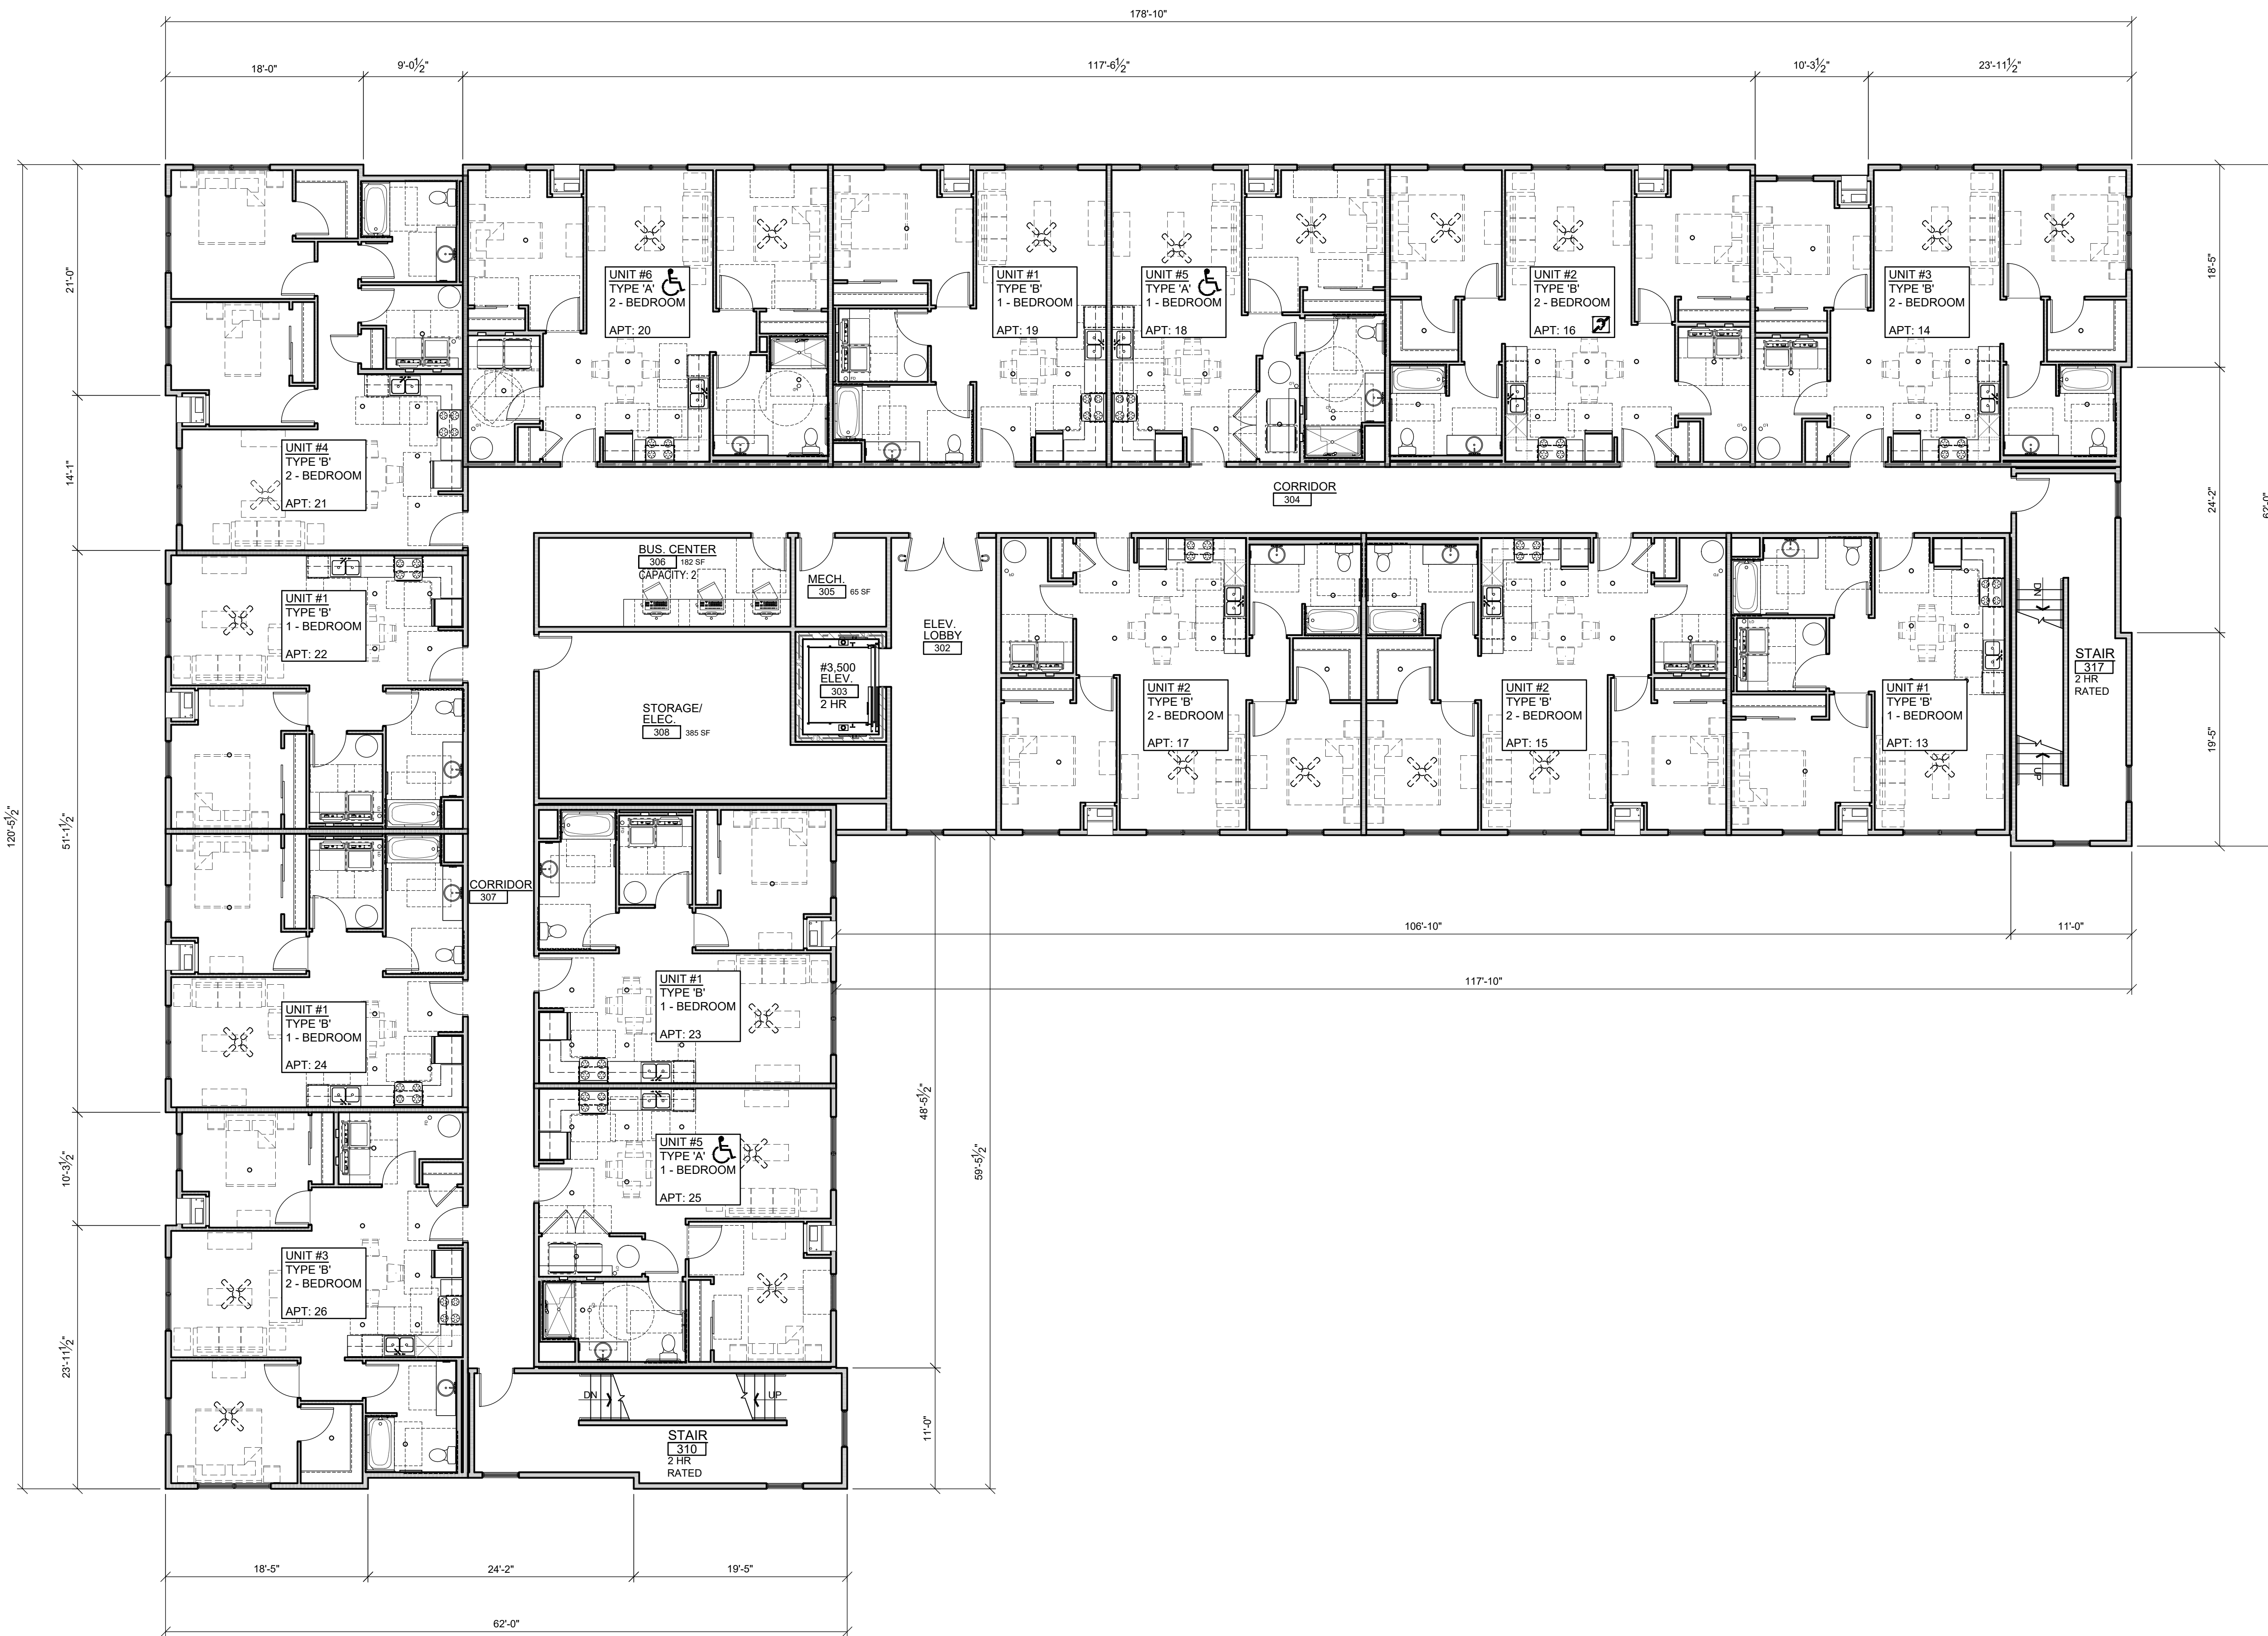 178'-10"
18'-0"
9'-0½"
117'-6½"
10'-3½"
23'-11½"
21'-0"
14'-1"
51'-1½"
10'-3½"
23'-11½"
120'-5½"
18'-5"
24'-2"
19'-5"
62'-0"
UNIT #6
TYPE 'A'
2 - BEDROOM
APT: 20
UNIT #1
TYPE 'B'
1 - BEDROOM
APT: 19
UNIT #5
TYPE 'A'
1 - BEDROOM
APT: 18
UNIT #2
TYPE 'B'
2 - BEDROOM
APT: 16
UNIT #3
TYPE 'B'
2 - BEDROOM
APT: 14
UNIT #4
TYPE 'B'
2 - BEDROOM
APT: 21
CORRIDOR
304
BUS. CENTER
306 182 SF
CAPACITY: 2
MECH.
305 65 SF
ELEV.
LOBBY
302
#3,500
ELEV.
303
2 HR
STORAGE/
ELEC.
308 385 SF
UNIT #1
TYPE 'B'
1 - BEDROOM
APT: 22
UNIT #2
TYPE 'B'
2 - BEDROOM
APT: 17
UNIT #2
TYPE 'B'
2 - BEDROOM
APT: 15
UNIT #1
TYPE 'B'
1 - BEDROOM
APT: 13
DN
UP
STAIR
317
2 HR
RATED
CORRIDOR
307
106'-10"
11'-0"
117'-10"
UNIT #1
TYPE 'B'
1 - BEDROOM
APT: 24
UNIT #1
TYPE 'B'
1 - BEDROOM
APT: 23
UNIT #5
TYPE 'A'
1 - BEDROOM
APT: 25
48'-5½"
59'-5½"
11'-0"
UNIT #3
TYPE 'B'
2 - BEDROOM
APT: 26
DN
UP
STAIR
310
2 HR
RATED
18'-5"
24'-2"
19'-5"
62'-0"